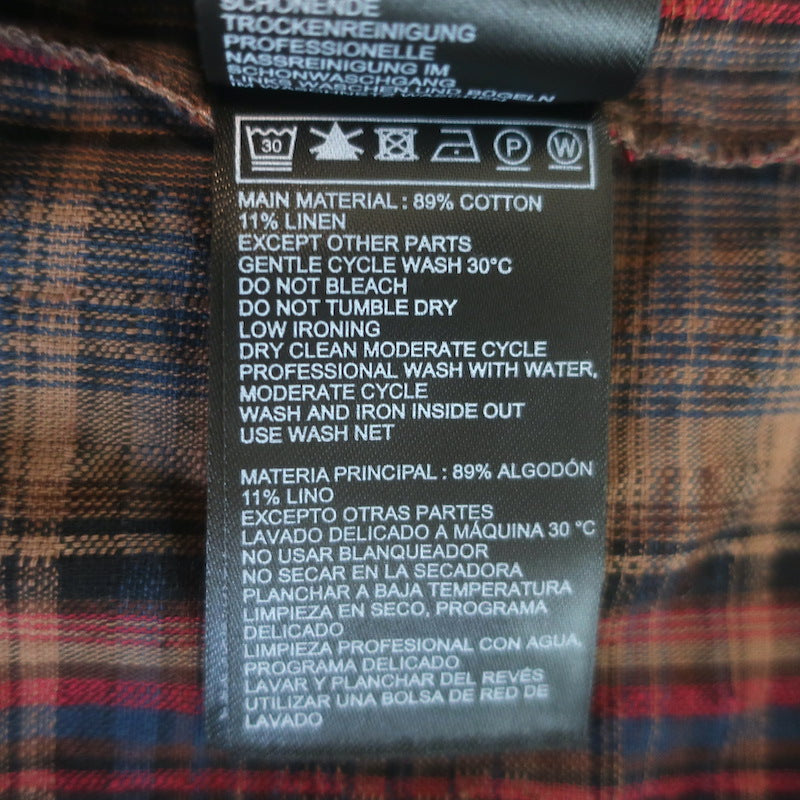 SCHONENDE
TROCKENREINIGUNG
PROFESSIONELLE
NASSREINIGUNG IM
SCHONWASCHGANG
LINKS WASCHEN UND BÜGELN
30
P
W
MAIN MATERIAL : 89% COTTON
11% LINEN
EXCEPT OTHER PARTS
GENTLE CYCLE WASH 30°C
DO NOT BLEACH
DO NOT TUMBLE DRY
LOW IRONING
DRY CLEAN MODERATE CYCLE
PROFESSIONAL WASH WITH WATER,
MODERATE CYCLE
WASH AND IRON INSIDE OUT
USE WASH NET
MATERIA PRINCIPAL : 89% ALGODÓN
11% LINO
EXCEPTO OTRAS PARTES
LAVADO DELICADO A MÁQUINA 30 °C
NO USAR BLANQUEADOR
NO SECAR EN LA SECADORA
PLANCHAR A BAJA TEMPERATURA
LIMPIEZA EN SECO, PROGRAMA
DELICADO
LIMPIEZA PROFESIONAL CON AGUA,
PROGRAMA DELICADO
LAVAR Y PLANCHAR DEL REVÉS
UTILIZAR UNA BOLSA DE RED DE
LAVADO